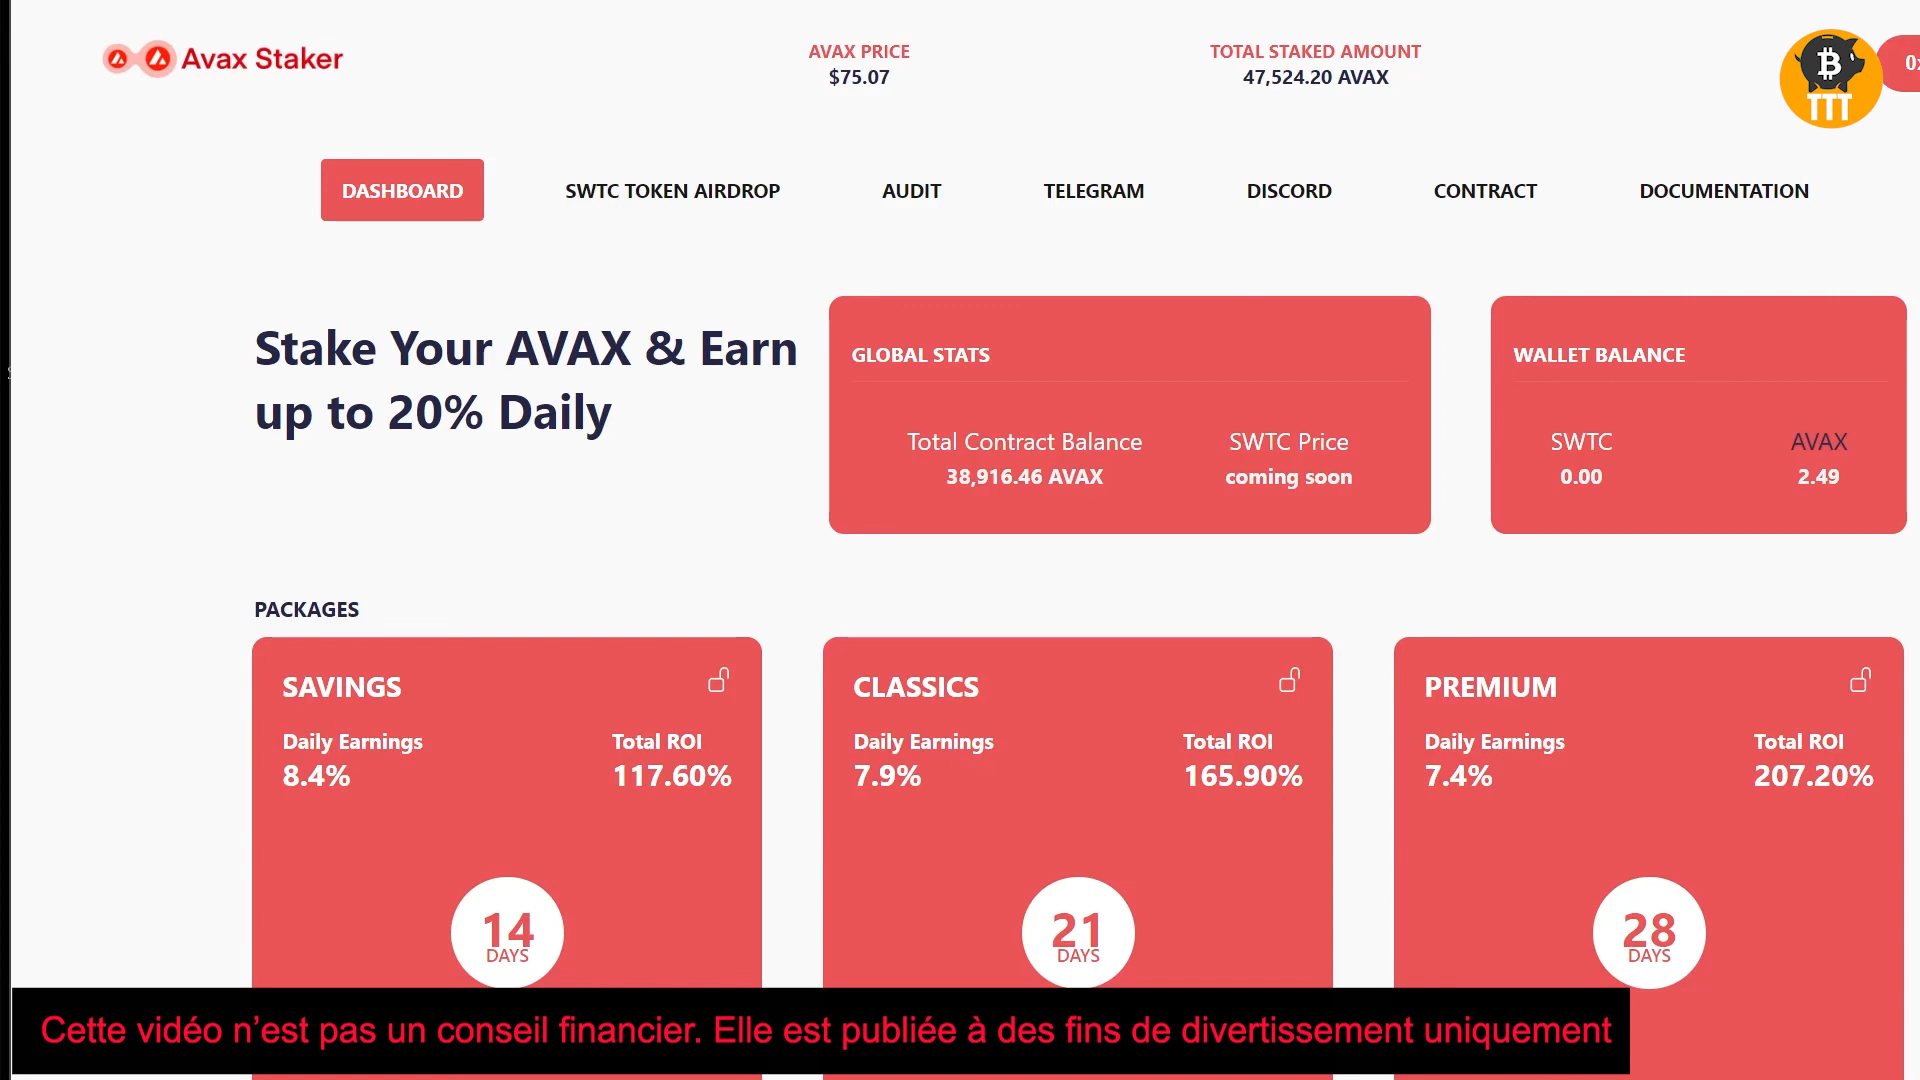 Avax Staker
AVAX PRICE
$75.07
TOTAL STAKED AMOUNT
47,524.20 AVAX
TTT
DASHBOARD
SWTC TOKEN AIRDROP
AUDIT
TELEGRAM
DISCORD
CONTRACT
DOCUMENTATION
Stake Your AVAX & Earn
up to 20% Daily
GLOBAL STATS
Total Contract Balance
38,916.46 AVAX
SWTC Price
coming soon
WALLET BALANCE
SWTC
0.00
AVAX
2.49
PACKAGES
SAVINGS
Daily Earnings
8.4%
Total ROI
117.60%
14
DAYS
CLASSICS
Daily Earnings
7.9%
Total ROI
165.90%
21
DAYS
PREMIUM
Daily Earnings
7.4%
Total ROI
207.20%
28
DAYS
Cette vidéo n’est pas un conseil financier. Elle est publiée à des fins de divertissement uniquement